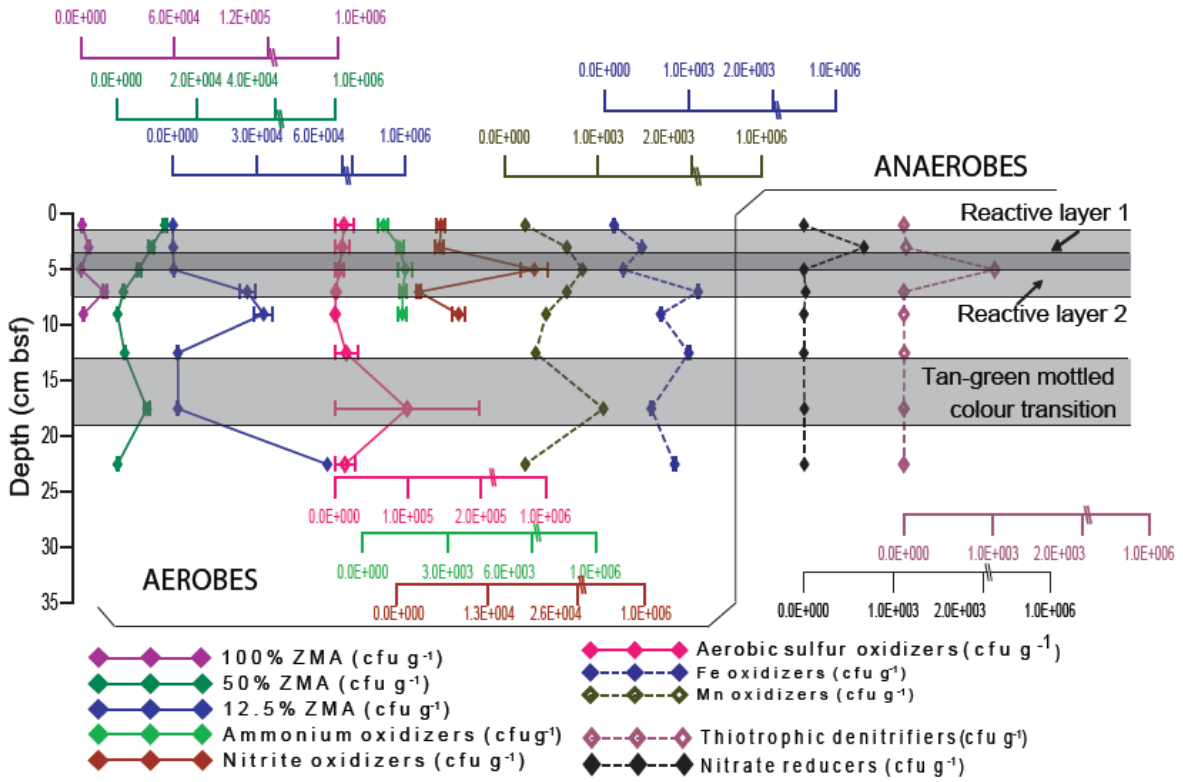 0.0E+000 6.0E+004 1.2E+005 1.0E+006
0.0E+000 2.0E+004 4.0E+004 1.0E+006
0.0E+000 1.0E+003 2.0E+003 1.0E+006
0.0E+000 3.0E+004 6.0E+004 1.0E+006
0.0E+000 1.0E+003 2.0E+003 1.0E+006
ANAEROBES
Depth (cm bsf)
0
5
10
15
20
25
30
35
Reactive layer 1
Reactive layer 2
Tan-green mottled
colour transition
0.0E+000 1.0E+005 2.0E+005 1.0E+006
0.0E+000 3.0E+003 6.0E+003 1.0E+006
0.0E+000 1.3E+004 2.6E+004 1.0E+006
AEROBES
0.0E+000 1.0E+003 2.0E+003 1.0E+006
0.0E+000 1.0E+003 2.0E+003 1.0E+006
100% ZMA (cfu g-1)
50% ZMA (cfu g-1)
12.5% ZMA (cfu g-1)
Ammonium oxidizers (cfug-1)
Nitrite oxidizers (cfu g-1)
Aerobic sulfur oxidizers (cfu g-1)
Fe oxidizers (cfu g-1)
Mn oxidizers (cfu g-1)
Thiotrophic denitrifiers(cfu g-1)
Nitrate reducers (cfu g-1)